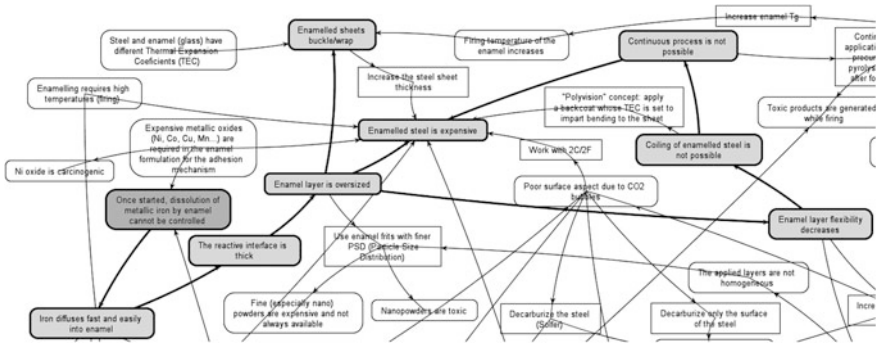 Increase enamel Tg
Enamelled sheets
buckle/wrap
Steel and enamel (glass) have
different Thermal Expansion
Coeficients (TEC)
Firing temperature of the
enamel increases
Continuous process is not
possible
Increase the steel sheet
thickness
Enamelling requires high
temperatures (firing)
"Polyvision" concept: apply
a backcoat whose TEC is set to
impart bending to the sheet
Toxic products are generated
while firing
Expensive metallic oxides
(Ni, Co, Cu, Mn...) are
required in the enamel
formulation for the adhesion
mechanism
Enamelled steel is expensive
Work with 2C/2F
Coiling of enamelled steel is
not possible
Ni oxide is carcinogenic
Enamel layer is oversized
Poor surface aspect due to CO2
bubbles
Once started, dissolution of
metallic iron by enamel
cannot be controlled
Enamel layer flexibility
decreases
The reactive interface is
thick
Use enamel frits with finer
PSD (Particle Size
Distribution)
The applied layers are not
homogeneous
Iron diffuses fast and easily
into enamel
Fine (especially nano)
powders are expensive and not
always available
Nanopowders are toxic
Decarburize the steel
(Solfer)
Decarburize only the surface
of the steel